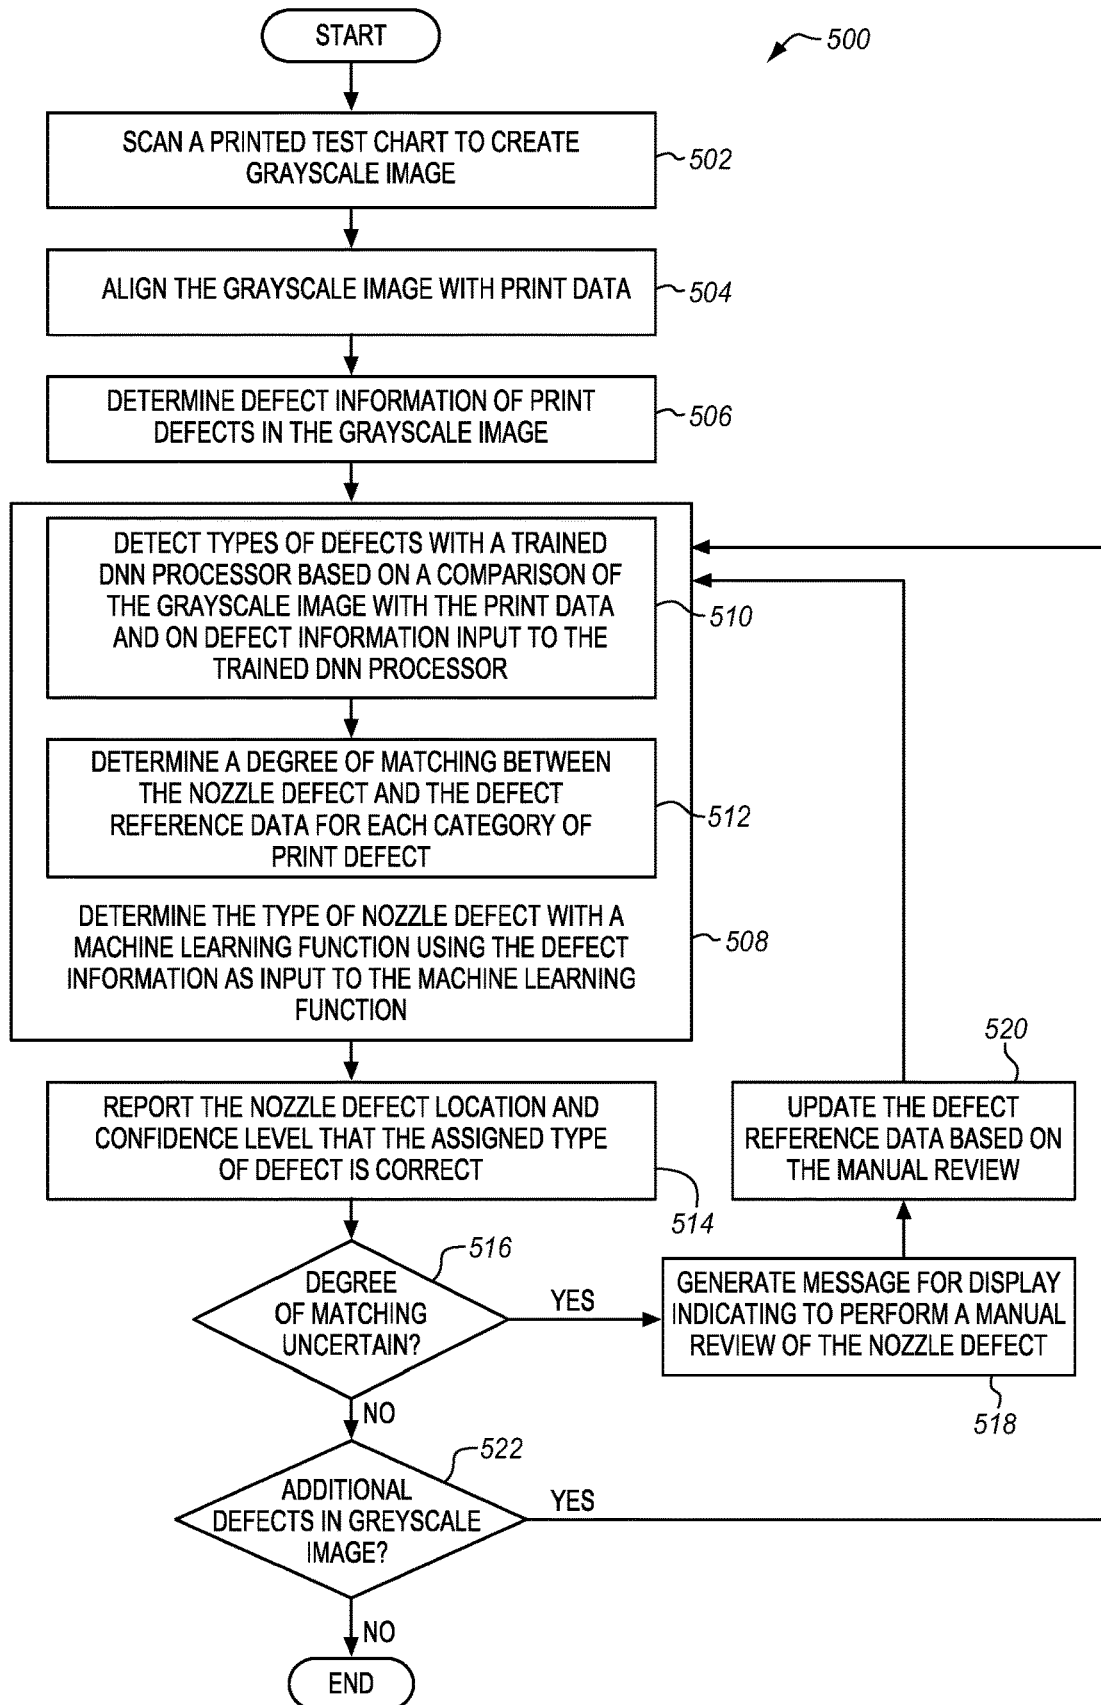 START
500
SCAN A PRINTED TEST CHART TO CREATE
GRAYSCALE IMAGE
502
ALIGN THE GRAYSCALE IMAGE WITH PRINT DATA
504
DETERMINE DEFECT INFORMATION OF PRINT
DEFECTS IN THE GRAYSCALE IMAGE
506
DETECT TYPES OF DEFECTS WITH A TRAINED
DNN PROCESSOR BASED ON A COMPARISON OF
THE GRAYSCALE IMAGE WITH THE PRINT DATA
AND ON DEFECT INFORMATION INPUT TO THE
TRAINED DNN PROCESSOR
510
DETERMINE A DEGREE OF MATCHING BETWEEN
THE NOZZLE DEFECT AND THE DEFECT
REFERENCE DATA FOR EACH CATEGORY OF
PRINT DEFECT
512
DETERMINE THE TYPE OF NOZZLE DEFECT WITH A
MACHINE LEARNING FUNCTION USING THE DEFECT
INFORMATION AS INPUT TO THE MACHINE LEARNING
FUNCTION
508
REPORT THE NOZZLE DEFECT LOCATION AND
CONFIDENCE LEVEL THAT THE ASSIGNED TYPE
OF DEFECT IS CORRECT
514
520
UPDATE THE DEFECT
REFERENCE DATA BASED ON
THE MANUAL REVIEW
516
DEGREE
OF MATCHING
UNCERTAIN?
YES
GENERATE MESSAGE FOR DISPLAY
INDICATING TO PERFORM A MANUAL
REVIEW OF THE NOZZLE DEFECT
518
NO
522
ADDITIONAL
DEFECTS IN GREYSCALE
IMAGE?
YES
NO
END